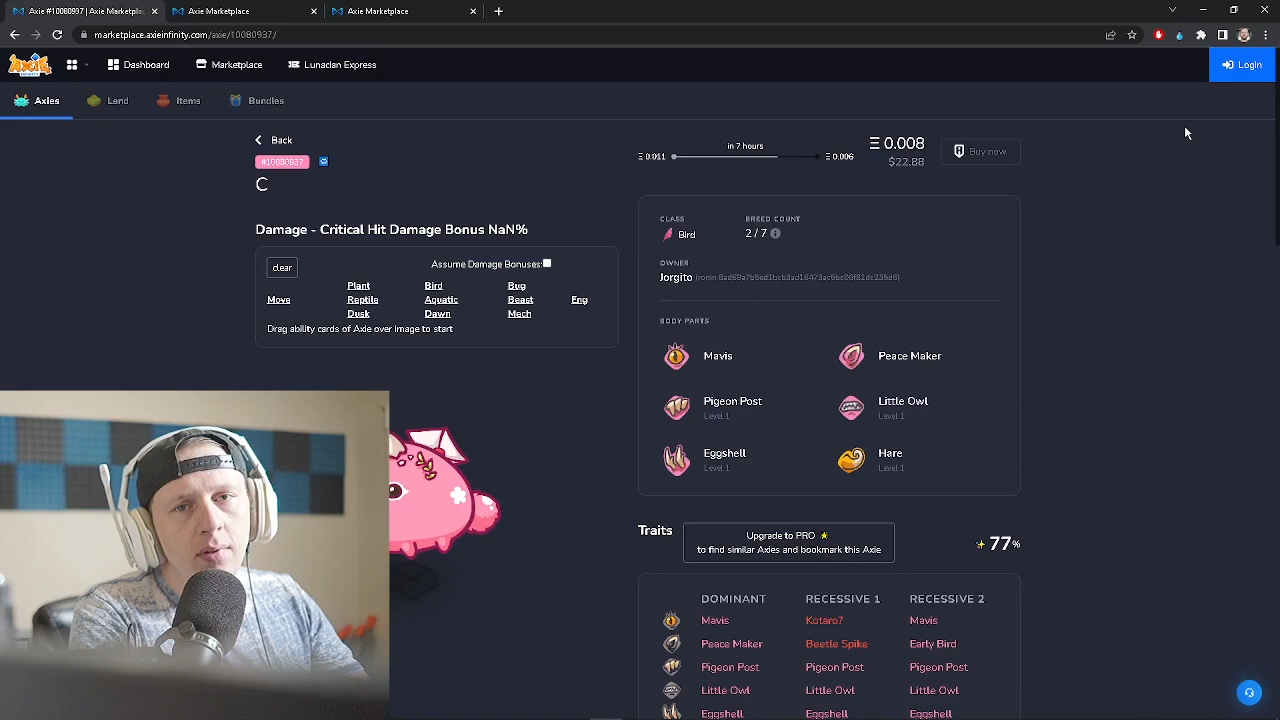 Axie #10080937 | Axie Marketplac
Axie Marketplace
Axie Marketplace
marketplace.axieinfinity.com/axie/10080937/
AXIE
INFINITY
Dashboard
Marketplace
Lunadan Express
Login
Axies
Land
Items
Bundles
Back
#10080937
C
Damage - Critical Hit Damage Bonus NaN%
clear
Assume Damage Bonuses:
Plant Bird Bug
Move Reptile Aquatic Beast Eng
Dusk Dawn Mech
Drag ability cards of Axie over image to start
in 7 hours
Ξ 0.011
Ξ 0.006
Ξ 0.008
$22.88
Buy now
CLASS
BREED COUNT
Bird
2 / 7
OWNER
Jorgito
BODY PARTS
Mavis
Peace Maker
Pigeon Post
Level 1
Little Owl
Level 1
Eggshell
Level 1
Hare
Level 1
Traits
Upgrade to PRO
to find similar Axies and bookmark this Axie
77%
DOMINANT RECESSIVE 1 RECESSIVE 2
Mavis Kotaro? Mavis
Peace Maker Beetle Spike Early Bird
Pigeon Post Pigeon Post Pigeon Post
Little Owl Little Owl Little Owl
Eggshell Eggshell Eggshell